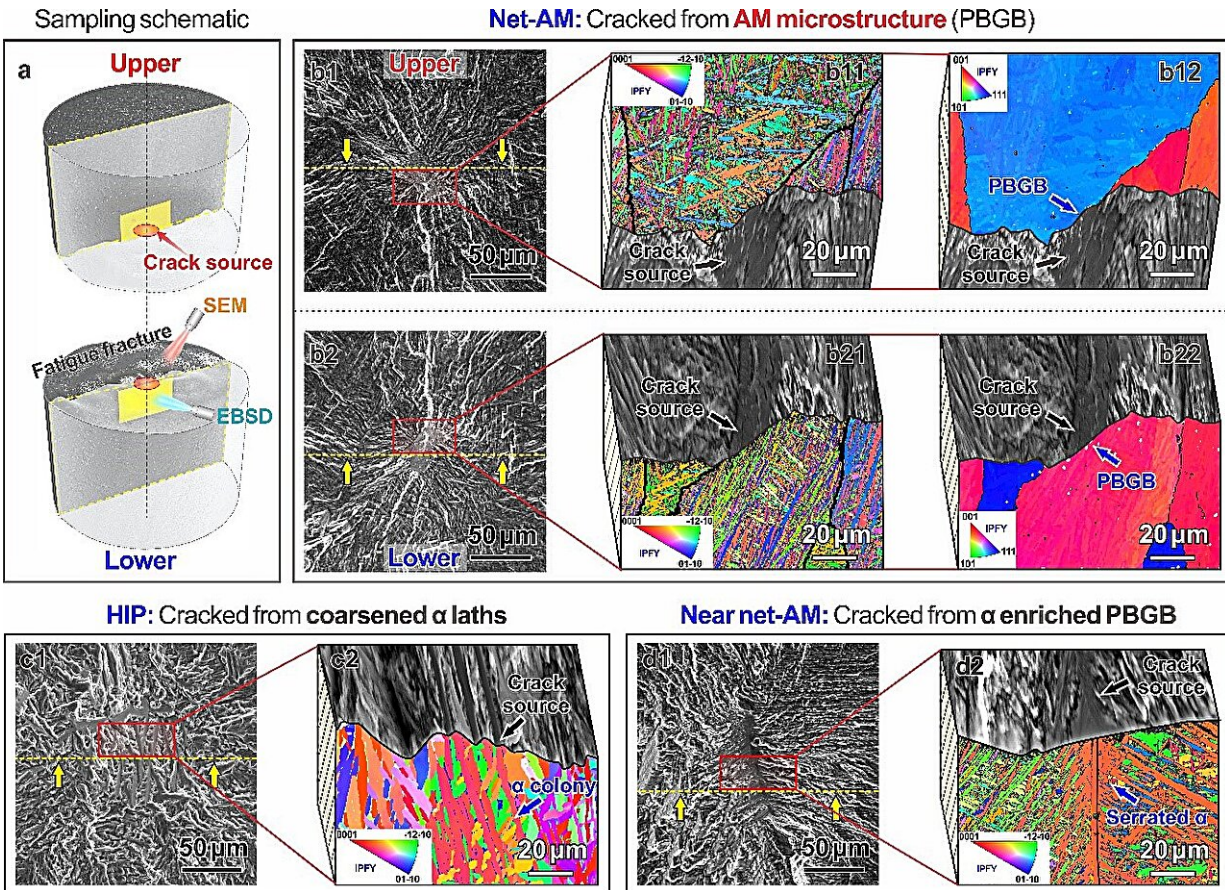 Sampling schematic
Net-AM: Cracked from AM microstructure (PBGB)
a
Upper
Crack source
SEM
Fatigue fracture
EBSD
Lower
b1
Upper
50 μm
0001
-12-10
IPFY
01-10
b11
Crack
source
20 μm
001
111
IPFY
101
b12
PBGB
Crack
source
20 μm
b2
Lower
50 μm
b21
Crack
source
0001
-12-10
IPFY
01-10
20 μm
b22
Crack
source
PBGB
001
IPFY
111
101
20 μm
HIP: Cracked from coarsened α laths
c1
50 μm
c2
Crack
source
α colony
0001
-12-10
IPFY
01-10
20 μm
Near net-AM: Cracked from α enriched PBGB
d1
50 μm
d2
Crack
source
Serrated α
0001
-12-10
IPFY
01-10
20 μm